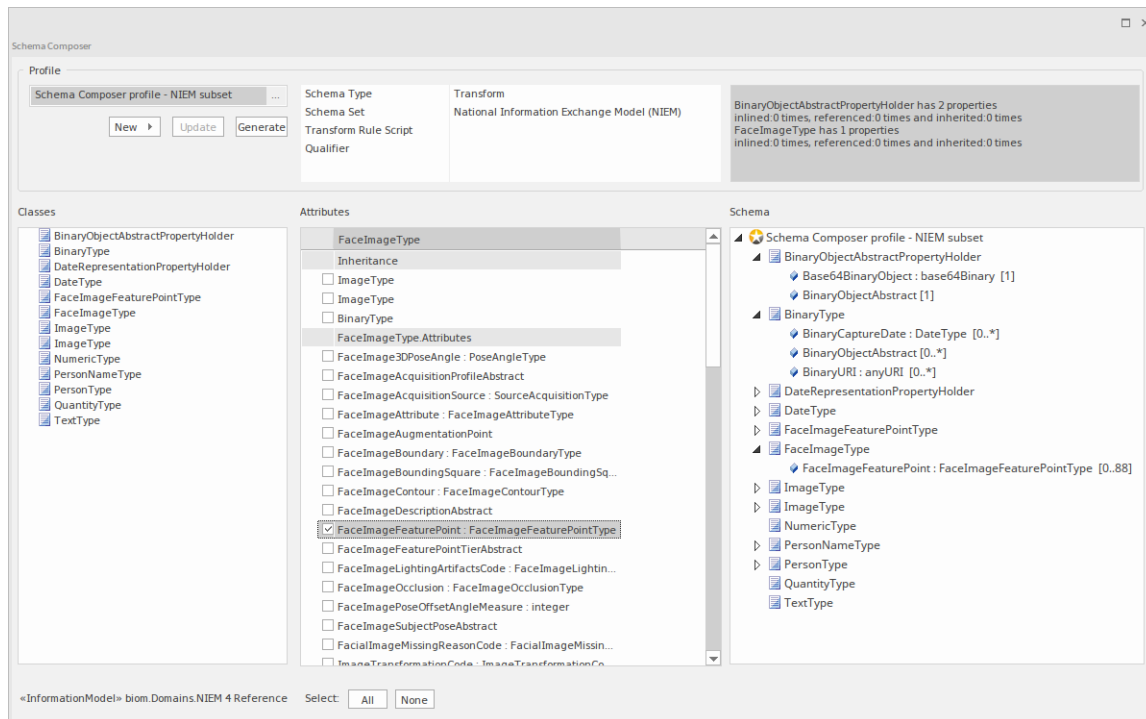 Schema Composer
Profile
Schema Composer profile - NIEM subset ...
New Update Generate
Schema Type Transform
Schema Set National Information Exchange Model (NIEM)
Transform Rule Script
Qualifier
BinaryObjectAbstractPropertyHolder has 2 properties
inlined:0 times, referenced:0 times and inherited:0 times
FaceImageType has 1 properties
inlined:0 times, referenced:0 times and inherited:0 times
Classes
BinaryObjectAbstractPropertyHolder
BinaryType
DateRepresentationPropertyHolder
DateType
FaceImageFeaturePointType
FaceImageType
ImageType
ImageType
NumericType
PersonNameType
PersonType
QuantityType
TextType
Attributes
FaceImageType
Inheritance
ImageType
ImageType
BinaryType
FaceImageType.Attributes
FaceImage3DPoseAngle : PoseAngleType
FaceImageAcquisitionProfileAbstract
FaceImageAcquisitionSource : SourceAcquisitionType
FaceImageAttribute : FaceImageAttributeType
FaceImageAugmentationPoint
FaceImageBoundary : FaceImageBoundaryType
FaceImageBoundingSquare : FaceImageBoundingSq...
FaceImageContour : FaceImageContourType
FaceImageDescriptionAbstract
FaceImageFeaturePoint : FaceImageFeaturePointType
FaceImageFeaturePointTierAbstract
FaceImageLightingArtifactsCode : FaceImageLightin...
FaceImageOcclusion : FaceImageOcclusionType
FaceImagePoseOffsetAngleMeasure : integer
FaceImageSubjectPoseAbstract
FacialImageMissingReasonCode : FacialImageMissin...
ImageTransformationCode : ImageTransformationCo...
Schema
Schema Composer profile - NIEM subset
BinaryObjectAbstractPropertyHolder
Base64BinaryObject : base64Binary [1]
BinaryObjectAbstract [1]
BinaryType
BinaryCaptureDate : DateType [0..*]
BinaryObjectAbstract [0..*]
BinaryURI : anyURI [0..*]
DateRepresentationPropertyHolder
DateType
FaceImageFeaturePointType
FaceImageType
FaceImageFeaturePoint : FaceImageFeaturePointType [0..88]
ImageType
ImageType
NumericType
PersonNameType
PersonType
QuantityType
TextType
«InformationModel» biom.Domains.NIEM 4 Reference Select: All None